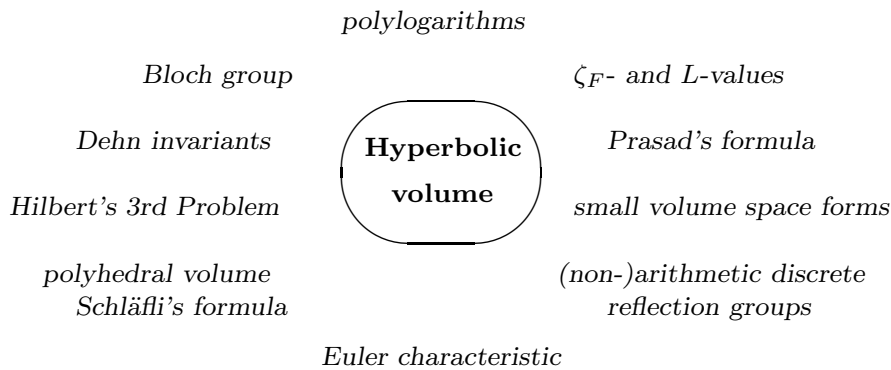 polylogarithms
Bloch group
ζ_F- and L-values
Dehn invariants
Hyperbolic
volume
Prasad's formula
Hilbert's 3rd Problem
small volume space forms
polyhedral volume
Schläfli's formula
(non-)arithmetic discrete
reflection groups
Euler characteristic